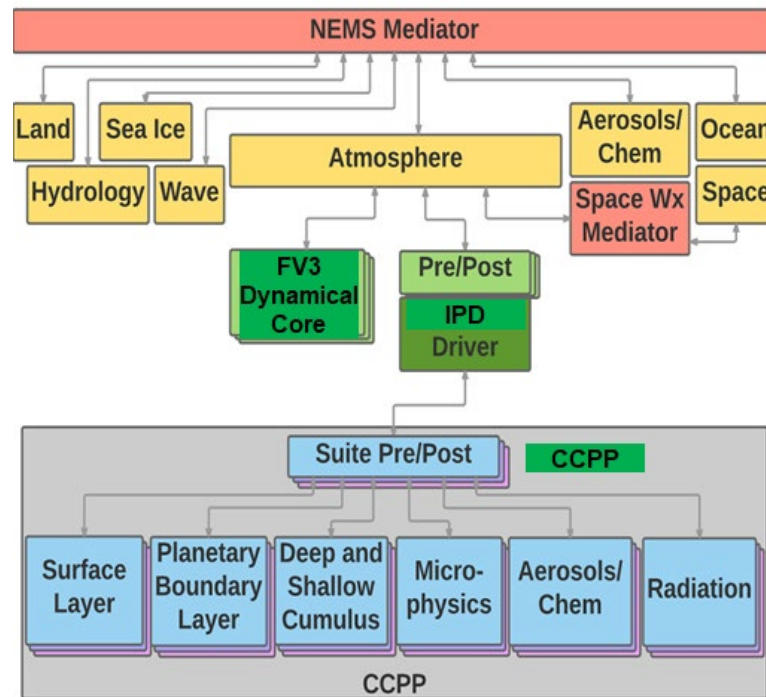 NEMS Mediator
Land
Sea Ice
Hydrology
Wave
Atmosphere
Aerosols/
Chem
Ocean
Space Wx
Mediator
Space
FV3
Dynamical
Core
Pre/Post
IPD
Driver
Suite Pre/Post
CCPP
Surface
Layer
Planetary
Boundary
Layer
Deep and
Shallow
Cumulus
Micro-
physics
Aerosols/
Chem
Radiation
CCPP